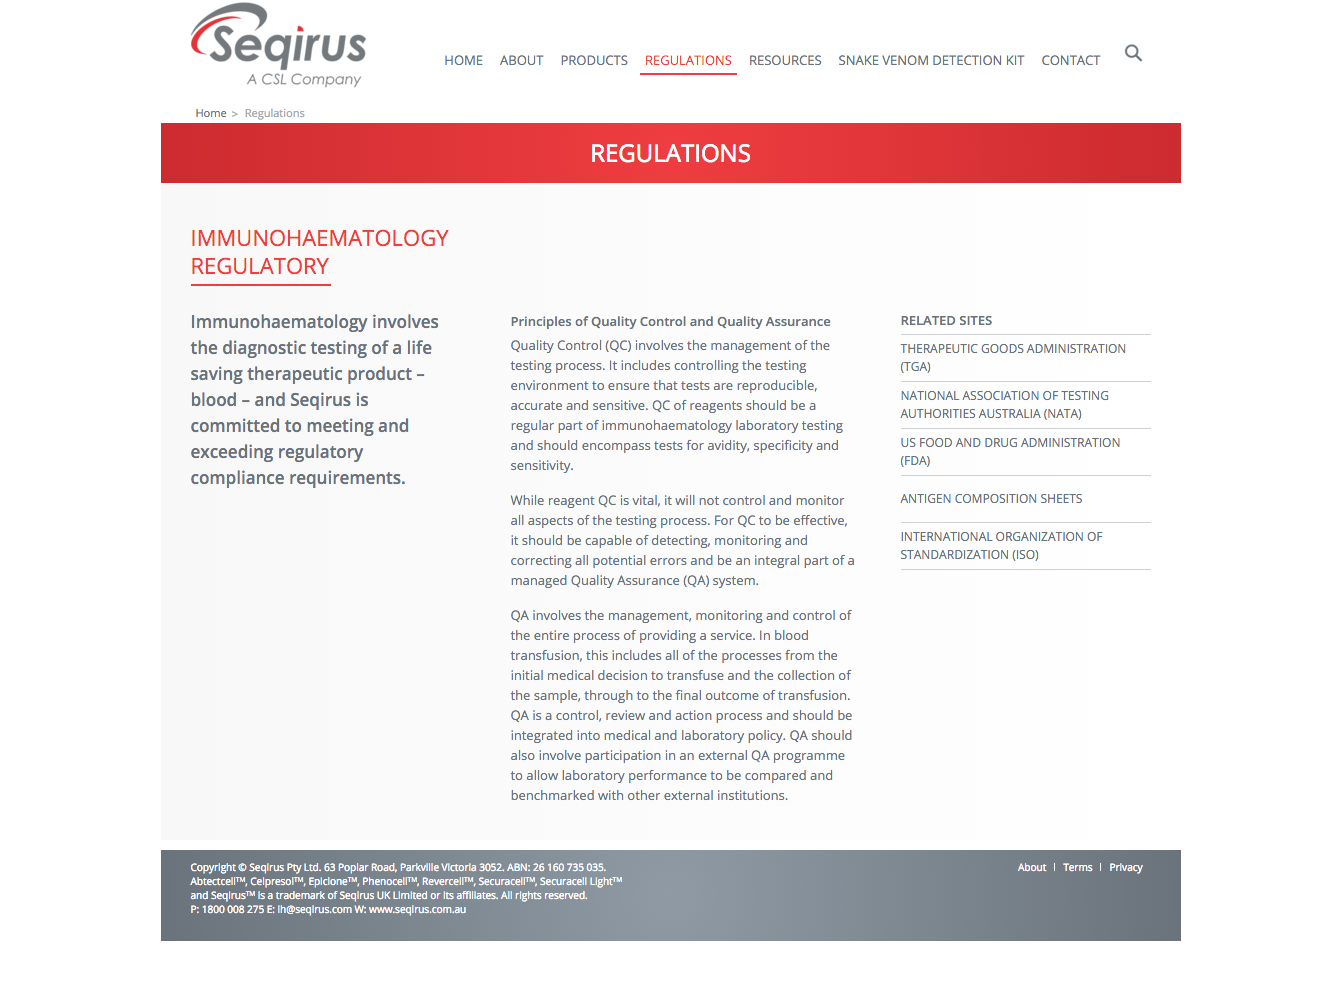 Seqirus
A CSL Company
HOME ABOUT PRODUCTS REGULATIONS RESOURCES SNAKE VENOM DETECTION KIT CONTACT
Home > Regulations
REGULATIONS
IMMUNOHAEMATOLOGY
REGULATORY
Immunohaematology involves
the diagnostic testing of a life
saving therapeutic product –
blood – and Seqirus is
committed to meeting and
exceeding regulatory
compliance requirements.
Principles of Quality Control and Quality Assurance
Quality Control (QC) involves the management of the
testing process. It includes controlling the testing
environment to ensure that tests are reproducible,
accurate and sensitive. QC of reagents should be a
regular part of immunohaematology laboratory testing
and should encompass tests for avidity, specificity and
sensitivity.
While reagent QC is vital, it will not control and monitor
all aspects of the testing process. For QC to be effective,
it should be capable of detecting, monitoring and
correcting all potential errors and be an integral part of a
managed Quality Assurance (QA) system.
QA involves the management, monitoring and control of
the entire process of providing a service. In blood
transfusion, this includes all of the processes from the
initial medical decision to transfuse and the collection of
the sample, through to the final outcome of transfusion.
QA is a control, review and action process and should be
integrated into medical and laboratory policy. QA should
also involve participation in an external QA programme
to allow laboratory performance to be compared and
benchmarked with other external institutions.
RELATED SITES
THERAPEUTIC GOODS ADMINISTRATION
(TGA)
NATIONAL ASSOCIATION OF TESTING
AUTHORITIES AUSTRALIA (NATA)
US FOOD AND DRUG ADMINISTRATION
(FDA)
ANTIGEN COMPOSITION SHEETS
INTERNATIONAL ORGANIZATION OF
STANDARDIZATION (ISO)
Copyright © Seqirus Pty Ltd. 63 Poplar Road, Parkville Victoria 3052. ABN: 26 160 735 035.
Abtectcell™, Celpresol™, Epiclone™, Phenocell™, Revercell™, Securacell™, Securacell Light™
and Seqirus™ is a trademark of Seqirus UK Limited or its affiliates. All rights reserved.
P: 1800 008 275 E: ih@seqirus.com W: www.seqirus.com.au
About | Terms | Privacy